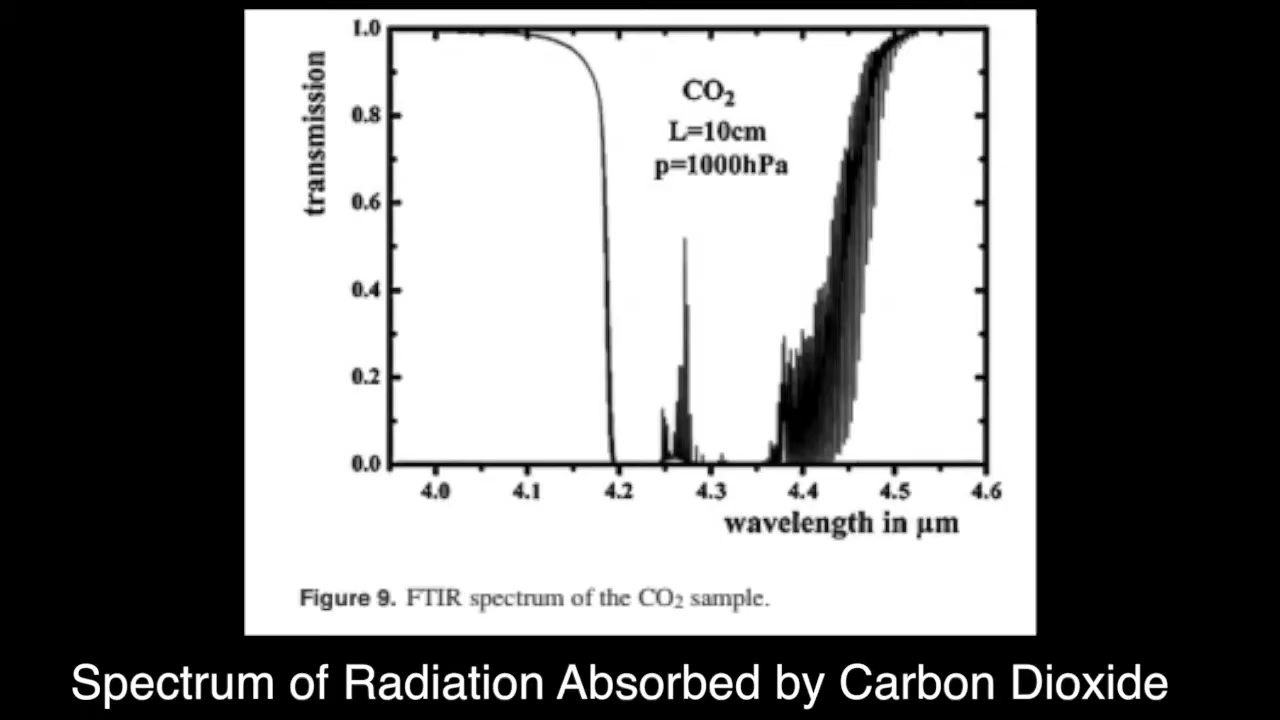 1.0
0.8
0.6
0.4
0.2
0.0
transmission
CO₂
L=10cm
p=1000hPa
4.0 4.1 4.2 4.3 4.4 4.5 4.6
wavelength in µm
Figure 9. FTIR spectrum of the CO₂ sample.
Spectrum of Radiation Absorbed by Carbon Dioxide